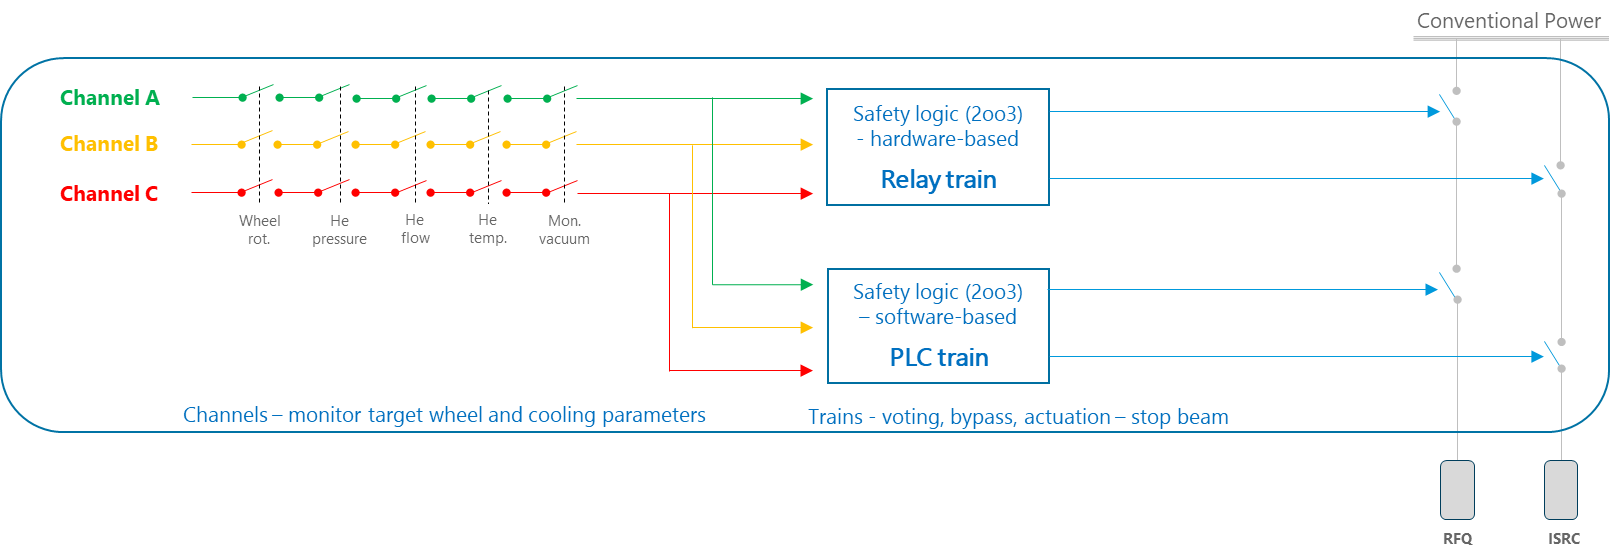 Conventional Power
Channel A
Channel B
Channel C
Wheel
rot.
He
pressure
He
flow
He
temp.
Mon.
vacuum
Safety logic (2oo3)
- hardware-based
Relay train
Safety logic (2oo3)
– software-based
PLC train
Channels – monitor target wheel and cooling parameters
Trains - voting, bypass, actuation – stop beam
RFQ
ISRC